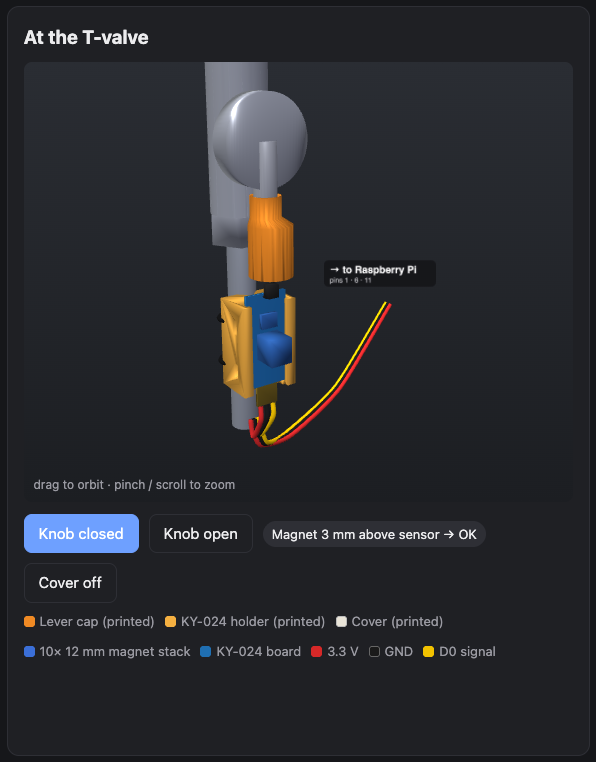 At the T-valve
→ to Raspberry Pi
pins 1 · 6 · 11
drag to orbit · pinch / scroll to zoom
Knob closed
Knob open
Magnet 3 mm above sensor → OK
Cover off
Lever cap (printed)
KY-024 holder (printed)
Cover (printed)
10× 12 mm magnet stack
KY-024 board
3.3 V
GND
D0 signal